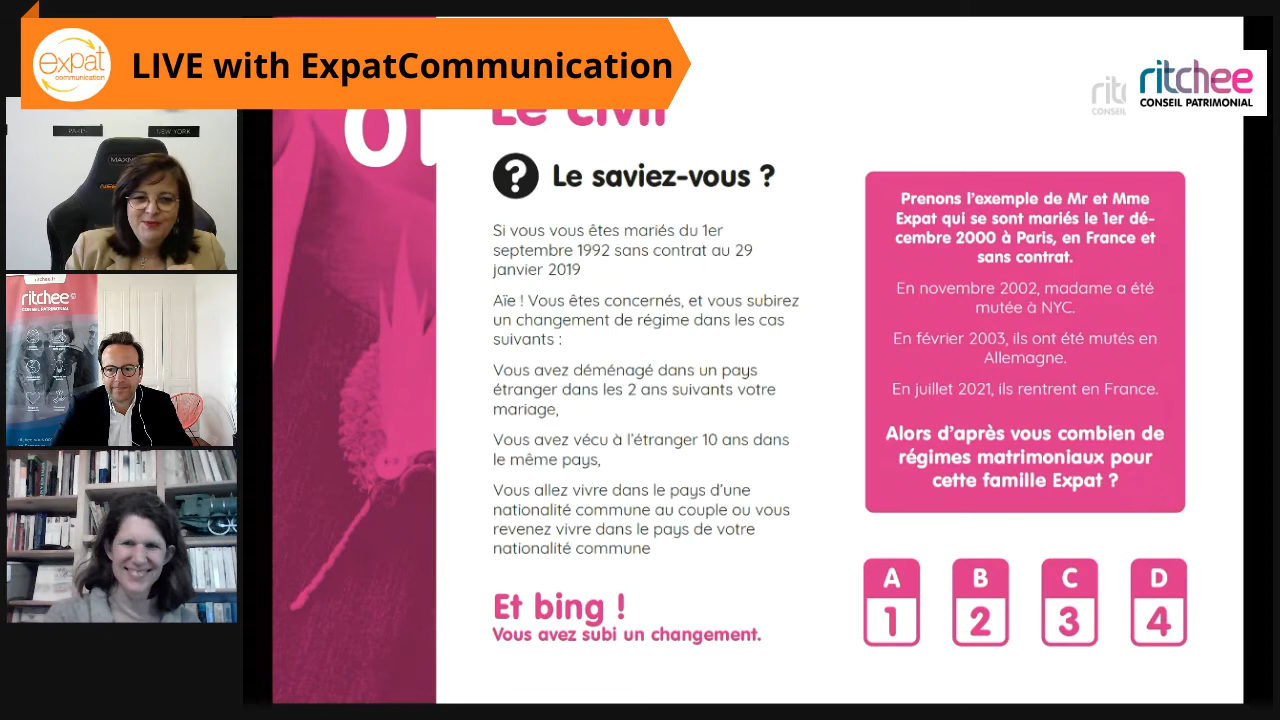 expat
communication
LIVE with ExpatCommunication
ritchee
CONSEIL PATRIMONIAL
rit
CONSEIL
PARIS
NEW YORK
MAXN
ritchee.fr
ritchee
CONSEIL PATRIMONIAL
Le civil
Le saviez-vous ?
Si vous vous êtes mariés du 1er
septembre 1992 sans contrat au 29
janvier 2019
Aïe ! Vous êtes concernés, et vous subirez
un changement de régime dans les cas
suivants :
Vous avez déménagé dans un pays
étranger dans les 2 ans suivants votre
mariage,
Vous avez vécu à l'étranger 10 ans dans
le même pays,
Vous allez vivre dans le pays d'une
nationalité commune au couple ou vous
revenez vivre dans le pays de votre
nationalité commune
Et bing !
Vous avez subi un changement.
Prenons l'exemple de Mr et Mme
Expat qui se sont mariés le 1er dé-
cembre 2000 à Paris, en France et
sans contrat.
En novembre 2002, madame a été
mutée à NYC.
En février 2003, ils ont été mutés en
Allemagne.
En juillet 2021, ils rentrent en France.
Alors d'après vous combien de
régimes matrimoniaux pour
cette famille Expat ?
A B C D
1 2 3 4